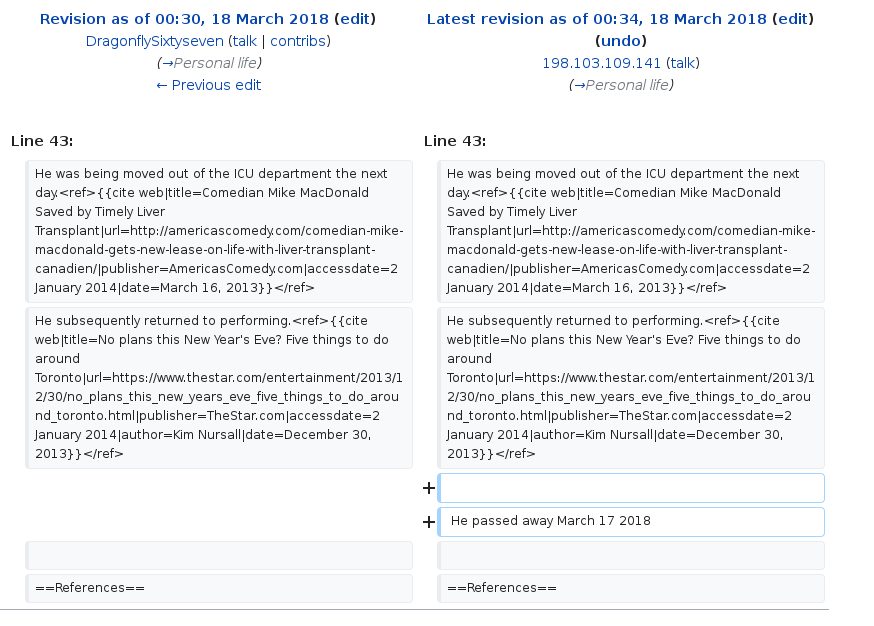 Revision as of 00:30, 18 March 2018 (edit)
DragonflySixtyseven (talk | contribs)
(→Personal life)
← Previous edit
Latest revision as of 00:34, 18 March 2018 (edit)
(undo)
198.103.109.141 (talk)
(→Personal life)
Line 43:
Line 43:
He was being moved out of the ICU department the next
day.<ref>{{cite web|title=Comedian Mike MacDonald
Saved by Timely Liver
Transplant|url=http://americascomedy.com/comedian-mike-
macdonald-gets-new-lease-on-life-with-liver-transplant-
canadien/|publisher=AmericasComedy.com|accessdate=2
January 2014|date=March 16, 2013}}</ref>
He was being moved out of the ICU department the next
day.<ref>{{cite web|title=Comedian Mike MacDonald
Saved by Timely Liver
Transplant|url=http://americascomedy.com/comedian-mike-
macdonald-gets-new-lease-on-life-with-liver-transplant-
canadien/|publisher=AmericasComedy.com|accessdate=2
January 2014|date=March 16, 2013}}</ref>
He subsequently returned to performing.<ref>{{cite
web|title=No plans this New Year's Eve? Five things to do
around
Toronto|url=https://www.thestar.com/entertainment/2013/1
2/30/no_plans_this_new_years_eve_five_things_to_do_arou
nd_toronto.html|publisher=TheStar.com|accessdate=2
January 2014|author=Kim Nursall|date=December 30,
2013}}</ref>
He subsequently returned to performing.<ref>{{cite
web|title=No plans this New Year's Eve? Five things to do
around
Toronto|url=https://www.thestar.com/entertainment/2013/1
2/30/no_plans_this_new_years_eve_five_things_to_do_arou
nd_toronto.html|publisher=TheStar.com|accessdate=2
January 2014|author=Kim Nursall|date=December 30,
2013}}</ref>
+
+ He passed away March 17 2018
==References==
==References==